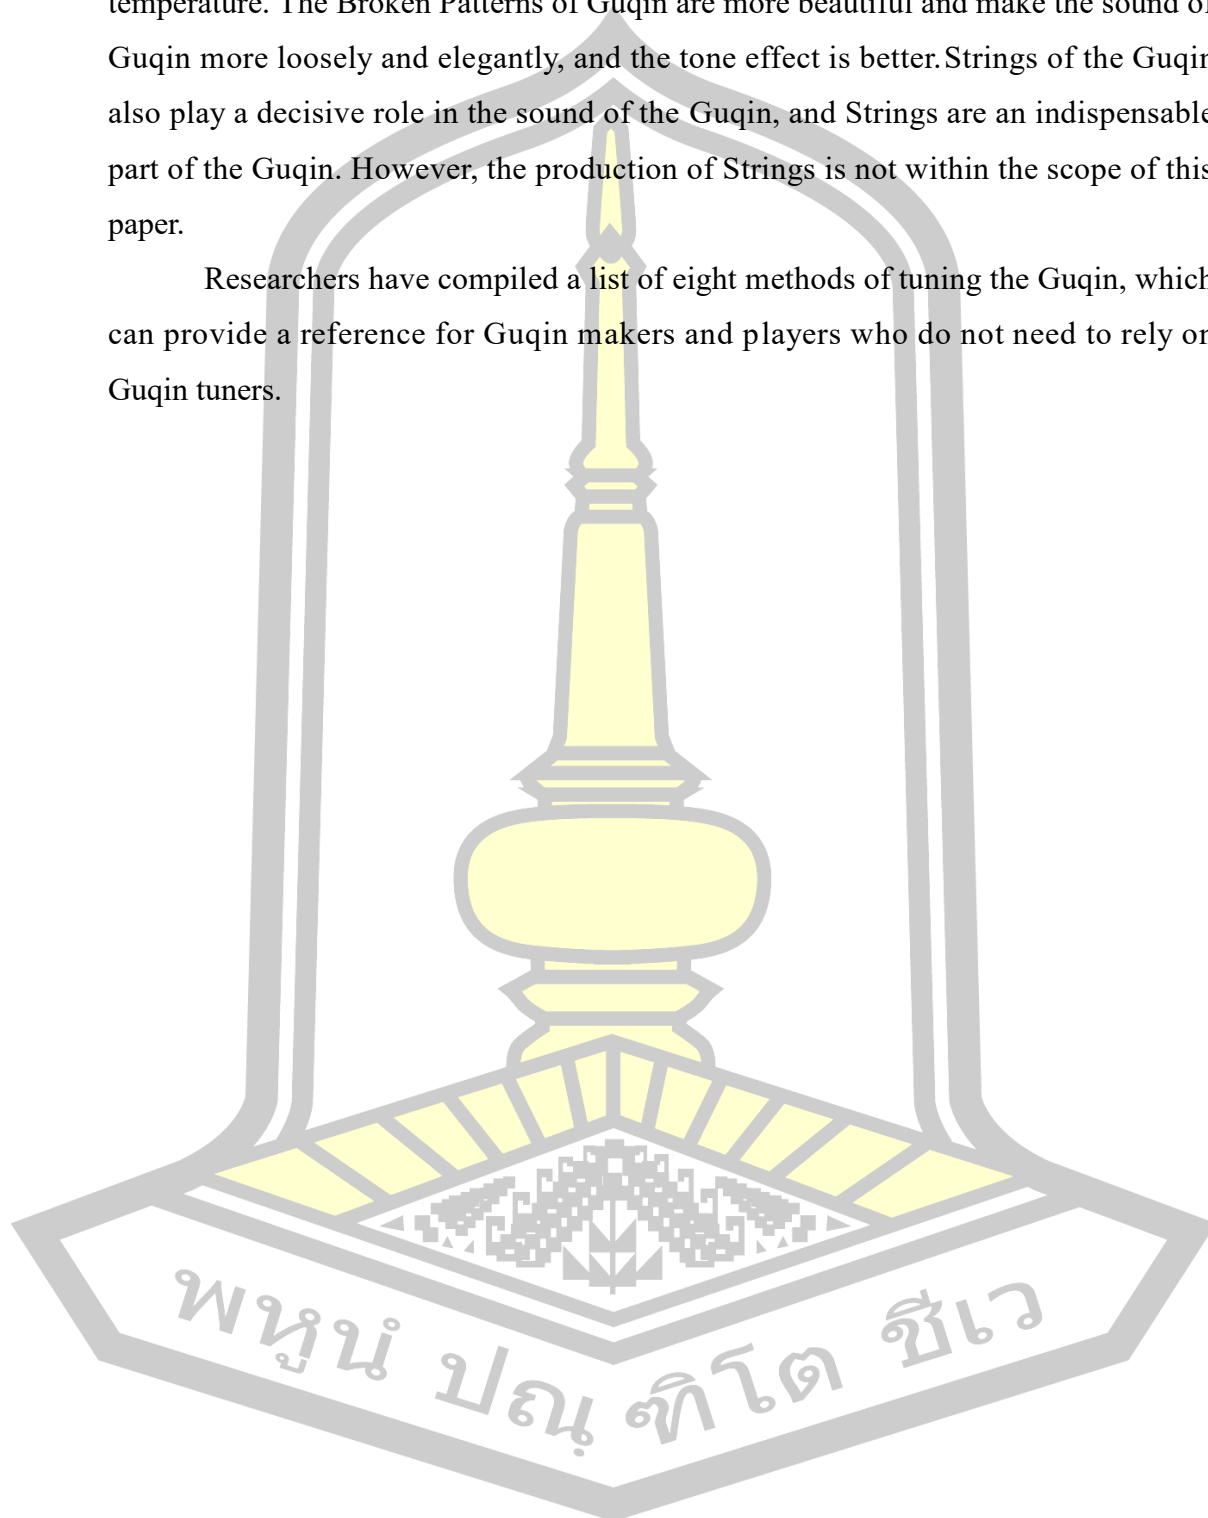 temperature. The Broken Patterns of Guqin are more beautiful and make the sound of
Guqin more loosely and elegantly, and the tone effect is better. Strings of the Guqin
also play a decisive role in the sound of the Guqin, and Strings are an indispensable
part of the Guqin. However, the production of Strings is not within the scope of this
paper.
Researchers have compiled a list of eight methods of tuning the Guqin, which
can provide a reference for Guqin makers and players who do not need to rely on
Guqin tuners.
พหูนํ ปณฺฑิโต ชีเว